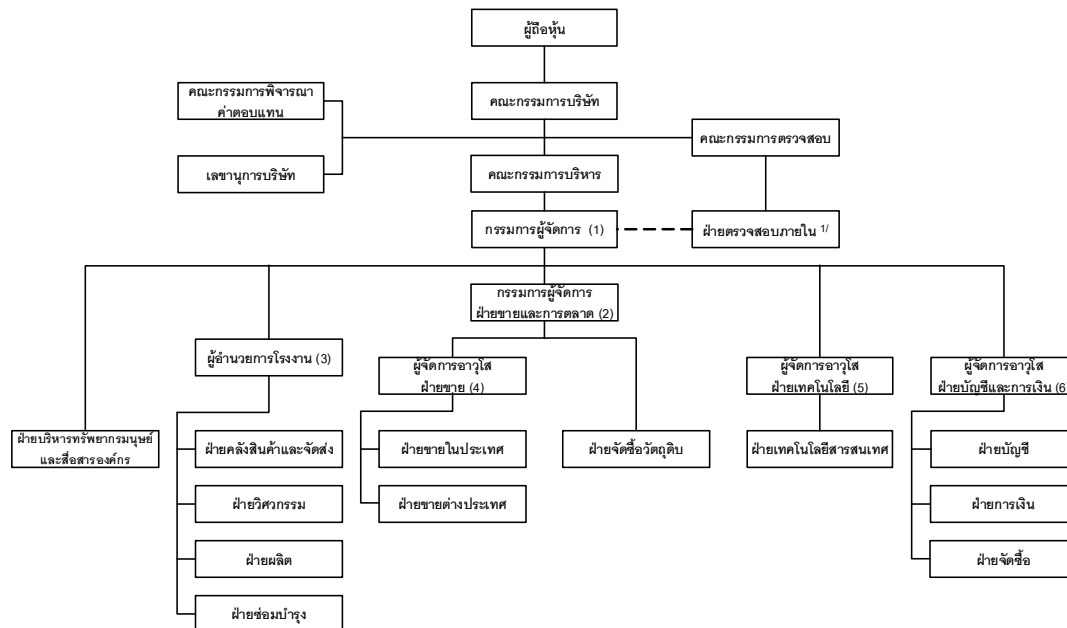 ผู้ถือหุ้น
คณะกรรมการพิจารณา
ค่าตอบแทน
คณะกรรมการบริษัท
คณะกรรมการตรวจสอบ
เลขานุการบริษัท
คณะกรรมการบริหาร
กรรมการผู้จัดการ (1)
ฝ่ายตรวจสอบภายใน 1/
กรรมการผู้จัดการ
ฝ่ายขายและการตลาด (2)
ผู้อำนวยการโรงงาน (3)
ผู้จัดการอาวุโส
ฝ่ายขาย (4)
ผู้จัดการอาวุโส
ฝ่ายเทคโนโลยี (5)
ผู้จัดการอาวุโส
ฝ่ายบัญชีและการเงิน (6)
ฝ่ายบริหารทรัพยากรมนุษย์
และสื่อสารองค์กร
ฝ่ายคลังสินค้าและจัดส่ง
ฝ่ายขายในประเทศ
ฝ่ายจัดซื้อวัตถุดิบ
ฝ่ายเทคโนโลยีสารสนเทศ
ฝ่ายบัญชี
ฝ่ายวิศวกรรม
ฝ่ายขายต่างประเทศ
ฝ่ายการเงิน
ฝ่ายผลิต
ฝ่ายจัดซื้อ
ฝ่ายซ่อมบำรุง